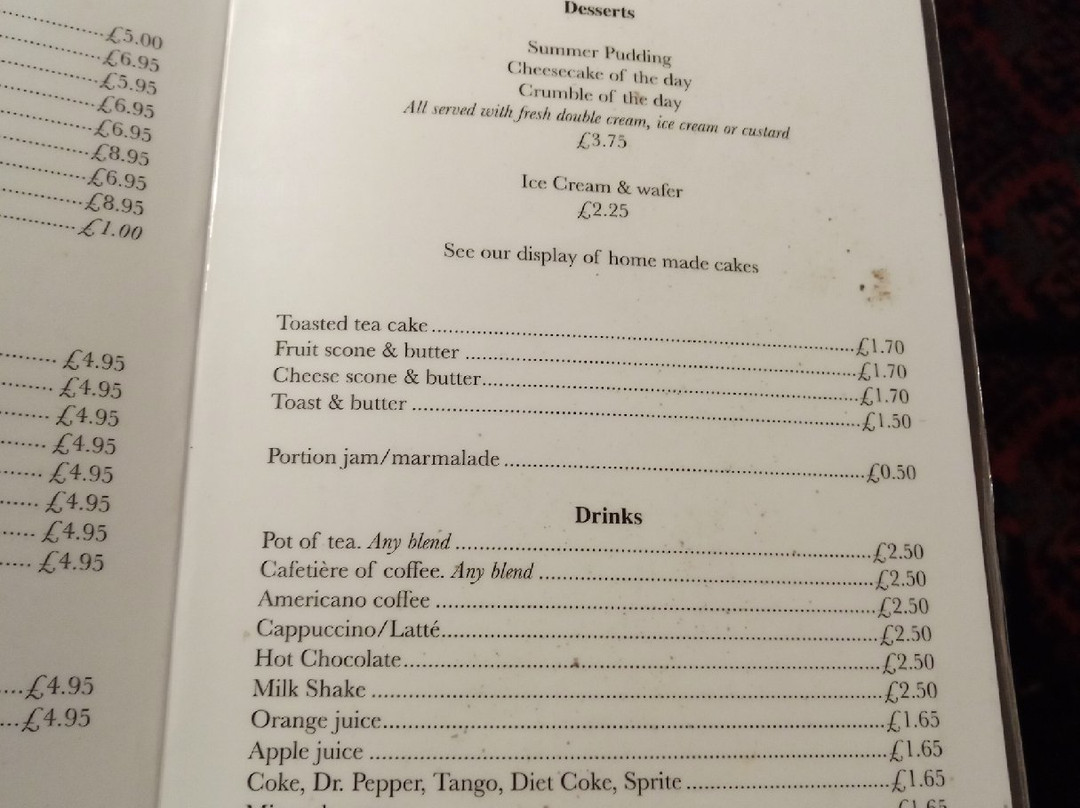 £5.00
£6.95
£5.95
£6.95
£6.95
£8.95
£6.95
£8.95
£1.00
£4.95
£4.95
£4.95
£4.95
£4.95
£4.95
£4.95
£4.95
£4.95
£4.95
Desserts
Summer Pudding
Cheesecake of the day
Crumble of the day
All served with fresh double cream, ice cream or custard
£3.75
Ice Cream & wafer
£2.25
See our display of home made cakes
Toasted tea cake £1.70
Fruit scone & butter £1.70
Cheese scone & butter £1.70
Toast & butter £1.50
Portion jam/marmalade £0.50
Drinks
Pot of tea. Any blend £2.50
Cafetière of coffee. Any blend £2.50
Americano coffee £2.50
Cappuccino/Latté £2.50
Hot Chocolate £2.50
Milk Shake £2.50
Orange juice £1.65
Apple juice £1.65
Coke, Dr. Pepper, Tango, Diet Coke, Sprite £1.65
£1.65